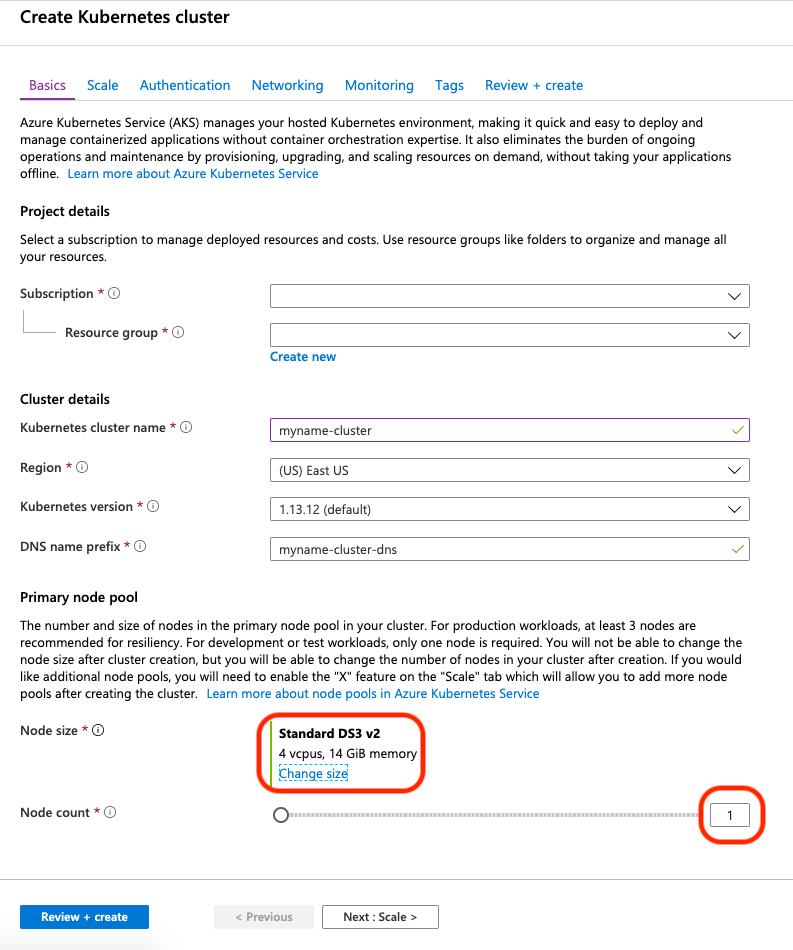 Create Kubernetes cluster
Basics Scale Authentication Networking Monitoring Tags Review + create
Azure Kubernetes Service (AKS) manages your hosted Kubernetes environment, making it quick and easy to deploy and
manage containerized applications without container orchestration expertise. It also eliminates the burden of ongoing
operations and maintenance by provisioning, upgrading, and scaling resources on demand, without taking your applications
offline. Learn more about Azure Kubernetes Service
Project details
Select a subscription to manage deployed resources and costs. Use resource groups like folders to organize and manage all
your resources.
Subscription *
Resource group *
Create new
Cluster details
Kubernetes cluster name * myname-cluster
Region * (US) East US
Kubernetes version * 1.13.12 (default)
DNS name prefix * myname-cluster-dns
Primary node pool
The number and size of nodes in the primary node pool in your cluster. For production workloads, at least 3 nodes are
recommended for resiliency. For development or test workloads, only one node is required. You will not be able to change the
node size after cluster creation, but you will be able to change the number of nodes in your cluster after creation. If you would
like additional node pools, you will need to enable the "X" feature on the "Scale" tab which will allow you to add more node
pools after creating the cluster. Learn more about node pools in Azure Kubernetes Service
Node size * Standard DS3 v2
4 vcpus, 14 GiB memory
Change size
Node count * 1
Review + create < Previous Next : Scale >